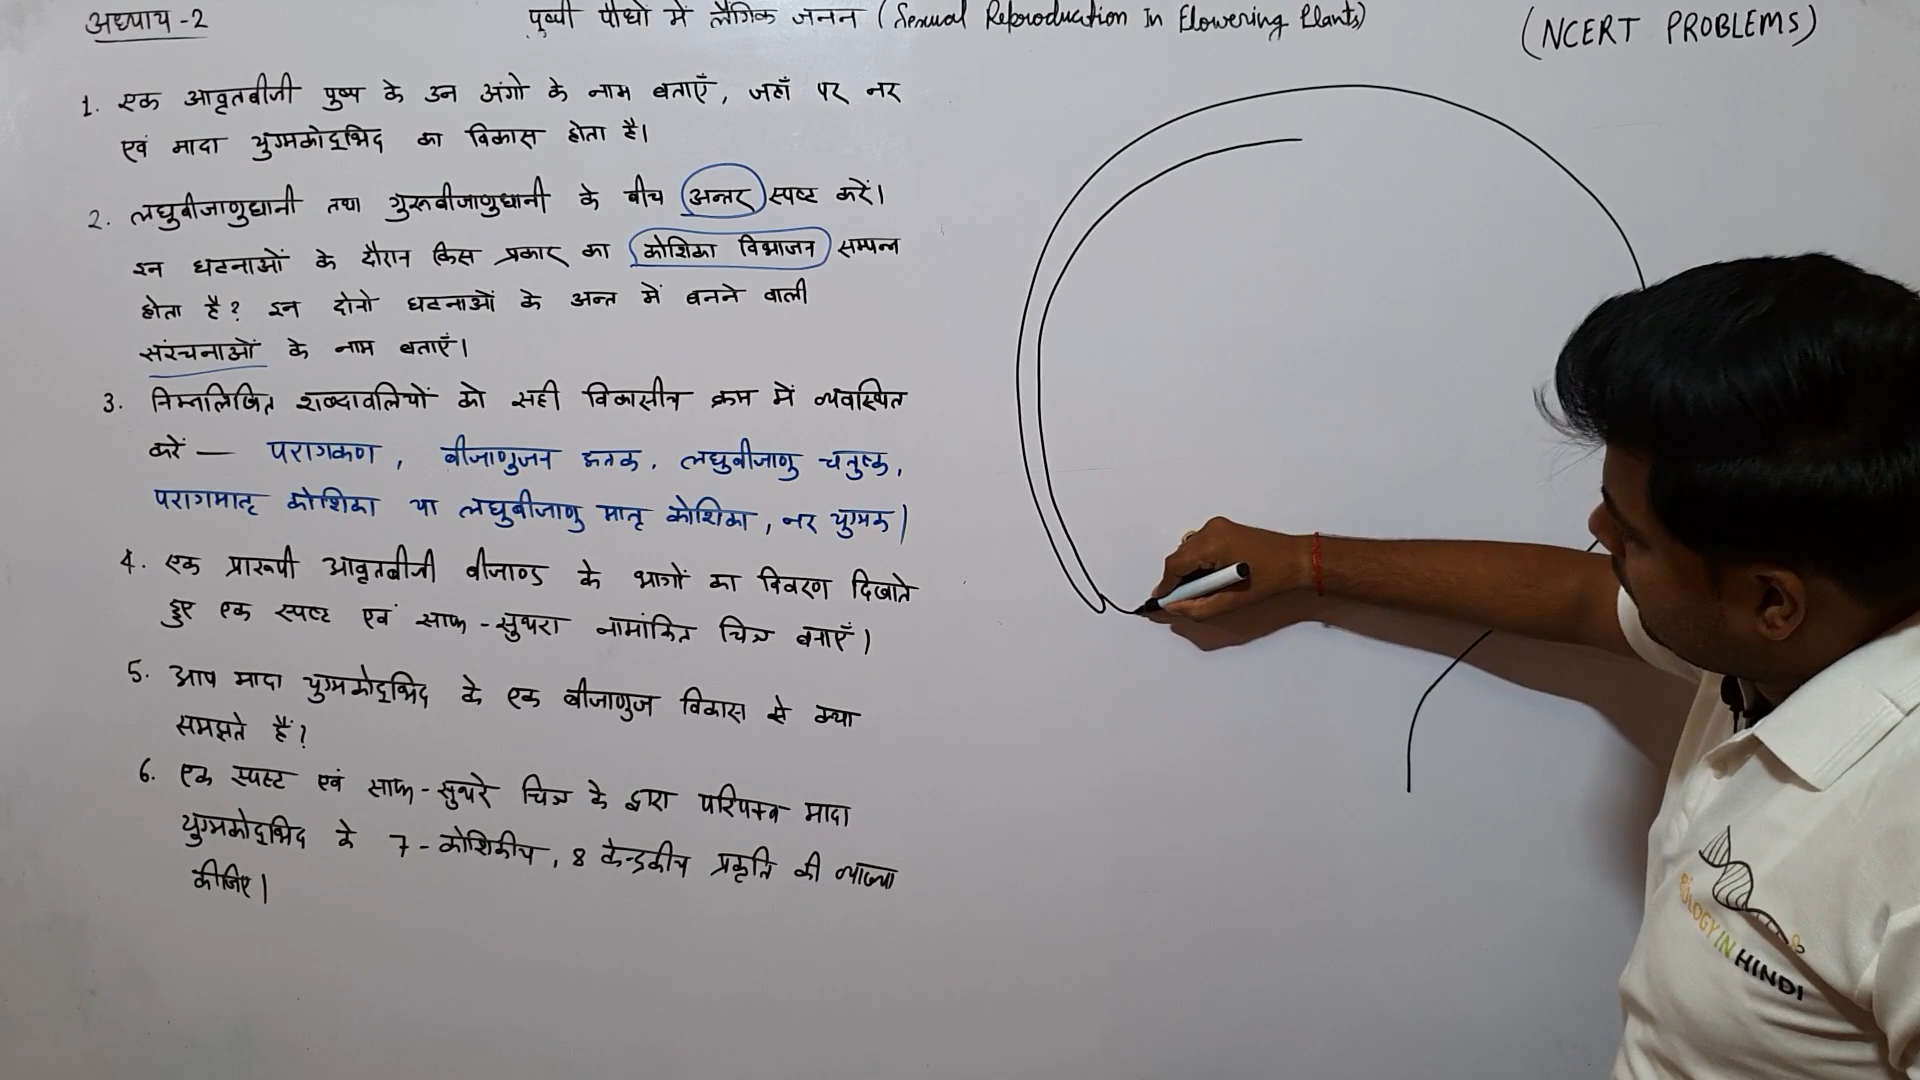 अध्याय-2
पुष्पी पौधों में लैंगिक जनन (Sexual Reproduction In Flowering Plants)
(NCERT PROBLEMS)
1. एक आवृतबीजी पुष्प के उन अंगो के नाम बताएँ, जहाँ पर नर
एवं मादा युग्मकोद्भिद का विकास होता है।
2. लघुबीजाणुधानी तथा गुरूबीजाणुधानी के बीच अन्तर स्पष्ट करें।
इन घटनाओं के दौरान किस प्रकार का कोशिका विभाजन सम्पन्न
होता है? इन दोनो घटनाओं के अन्त में बनने वाली
संरचनाओं के नाम बताएँ।
3. निम्नलिखित शब्दावलियों को सही विकासीय क्रम में व्यवस्थित
करें — परागकण, बीजाणुजन ऊतक, लघुबीजाणु चतुष्क,
परागमातृ कोशिका या लघुबीजाणु मातृ कोशिका, नर युग्मक।
4. एक प्रारूपी आवृतबीजी बीजाण्ड के भागों का विवरण दिखाते
हुए एक स्पष्ट एवं साफ-सुथरा नामांकित चित्र बनाएँ।
5. आप मादा युग्मकोद्भिद के एक बीजाणुज विकास से क्या
समझते हैं?
6. एक स्पस्ट एवं साफ-सुथरे चित्र के द्वारा परिपक्व मादा
युग्मकोद्भिद के 7-कोशिकीय, 8 केन्द्रकीय प्रकृति की व्याख्या
कीजिए।
BIOLOGY IN HINDI